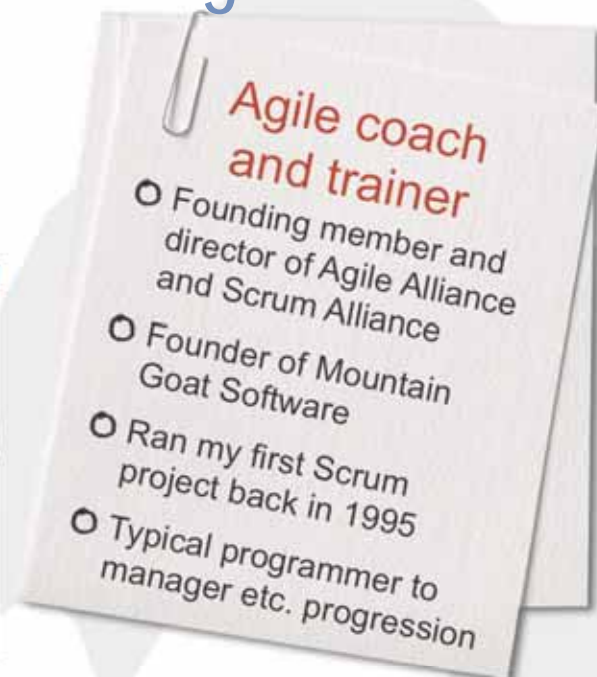 Agile coach
and trainer
Founding member and
director of Agile Alliance
and Scrum Alliance
Founder of Mountain
Goat Software
Ran my first Scrum
project back in 1995
Typical programmer to
manager etc. progression